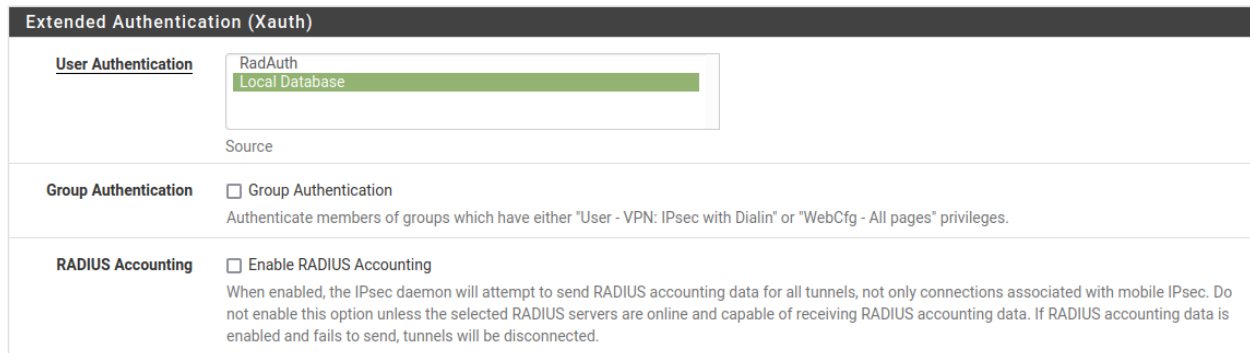 Extended Authentication (Xauth)
User Authentication
RadAuth
Local Database
Source
Group Authentication
Group Authentication
Authenticate members of groups which have either "User - VPN: IPsec with Dialin" or "WebCfg - All pages" privileges.
RADIUS Accounting
Enable RADIUS Accounting
When enabled, the IPsec daemon will attempt to send RADIUS accounting data for all tunnels, not only connections associated with mobile IPsec. Do
not enable this option unless the selected RADIUS servers are online and capable of receiving RADIUS accounting data. If RADIUS accounting data is
enabled and fails to send, tunnels will be disconnected.